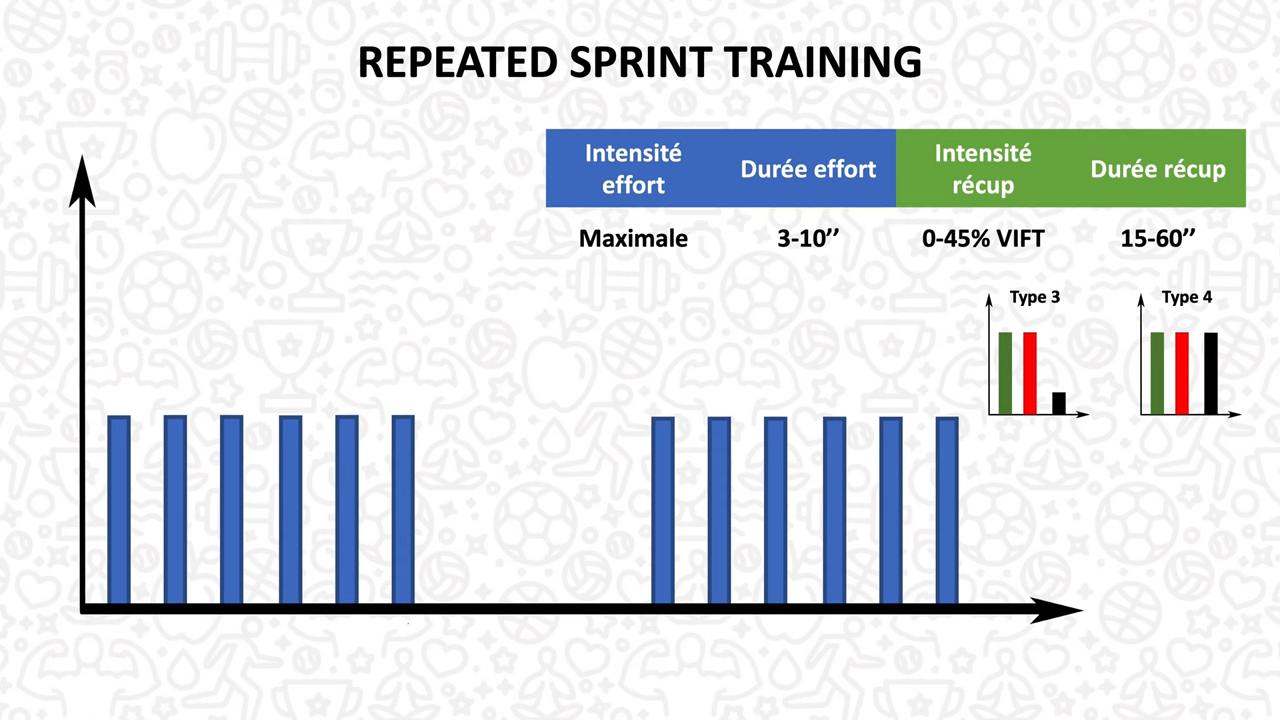 REPEATED SPRINT TRAINING
Intensité
effort
Durée effort
Intensité
récup
Durée récup
Maximale
3-10’’
0-45% VIFT
15-60’’
Type 3
Type 4